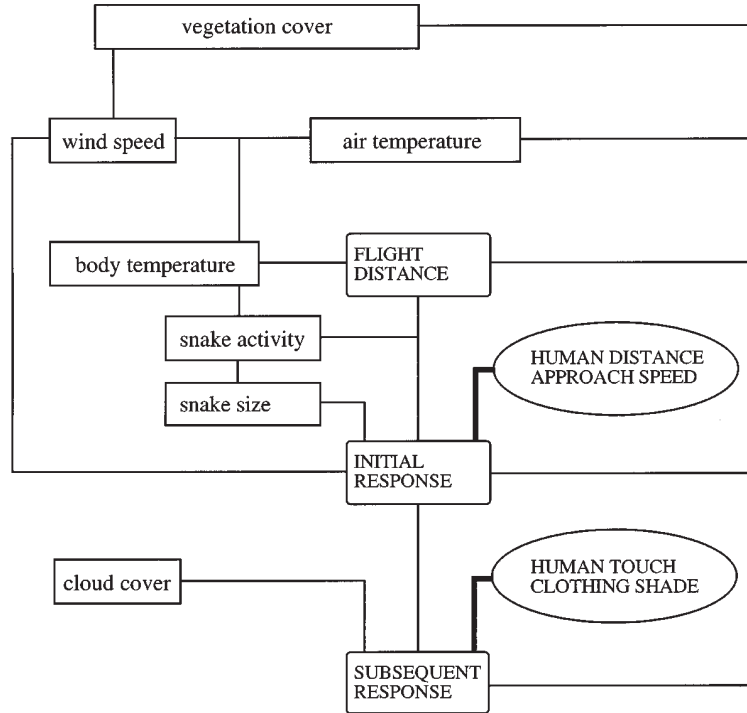 vegetation cover
wind speed
air temperature
body temperature
FLIGHT
DISTANCE
snake activity
HUMAN DISTANCE
APPROACH SPEED
snake size
INITIAL
RESPONSE
cloud cover
HUMAN TOUCH
CLOTHING SHADE
SUBSEQUENT
RESPONSE